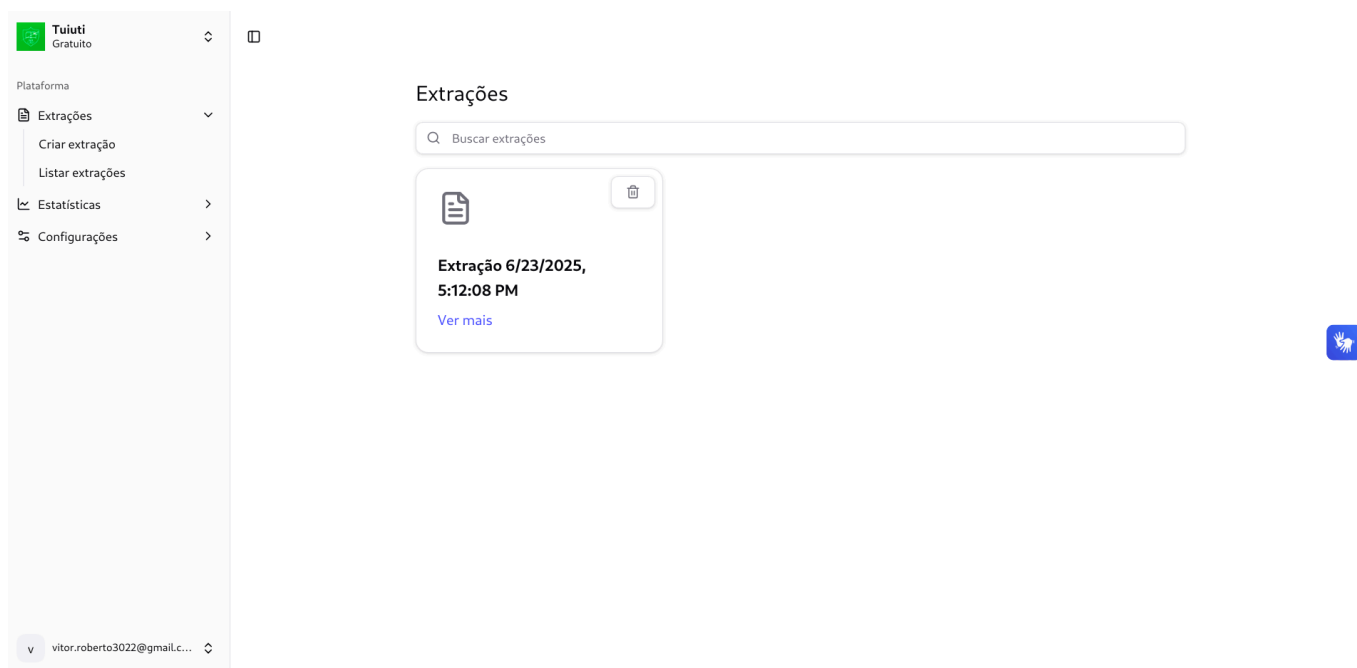 Tuiuti
Gratuito
Plataforma
Extrações
Criar extração
Listar extrações
Estatísticas
Configurações
vitor.roberto3022@gmail.c...
v
Extrações
Buscar extrações
Extração 6/23/2025,
5:12:08 PM
Ver mais